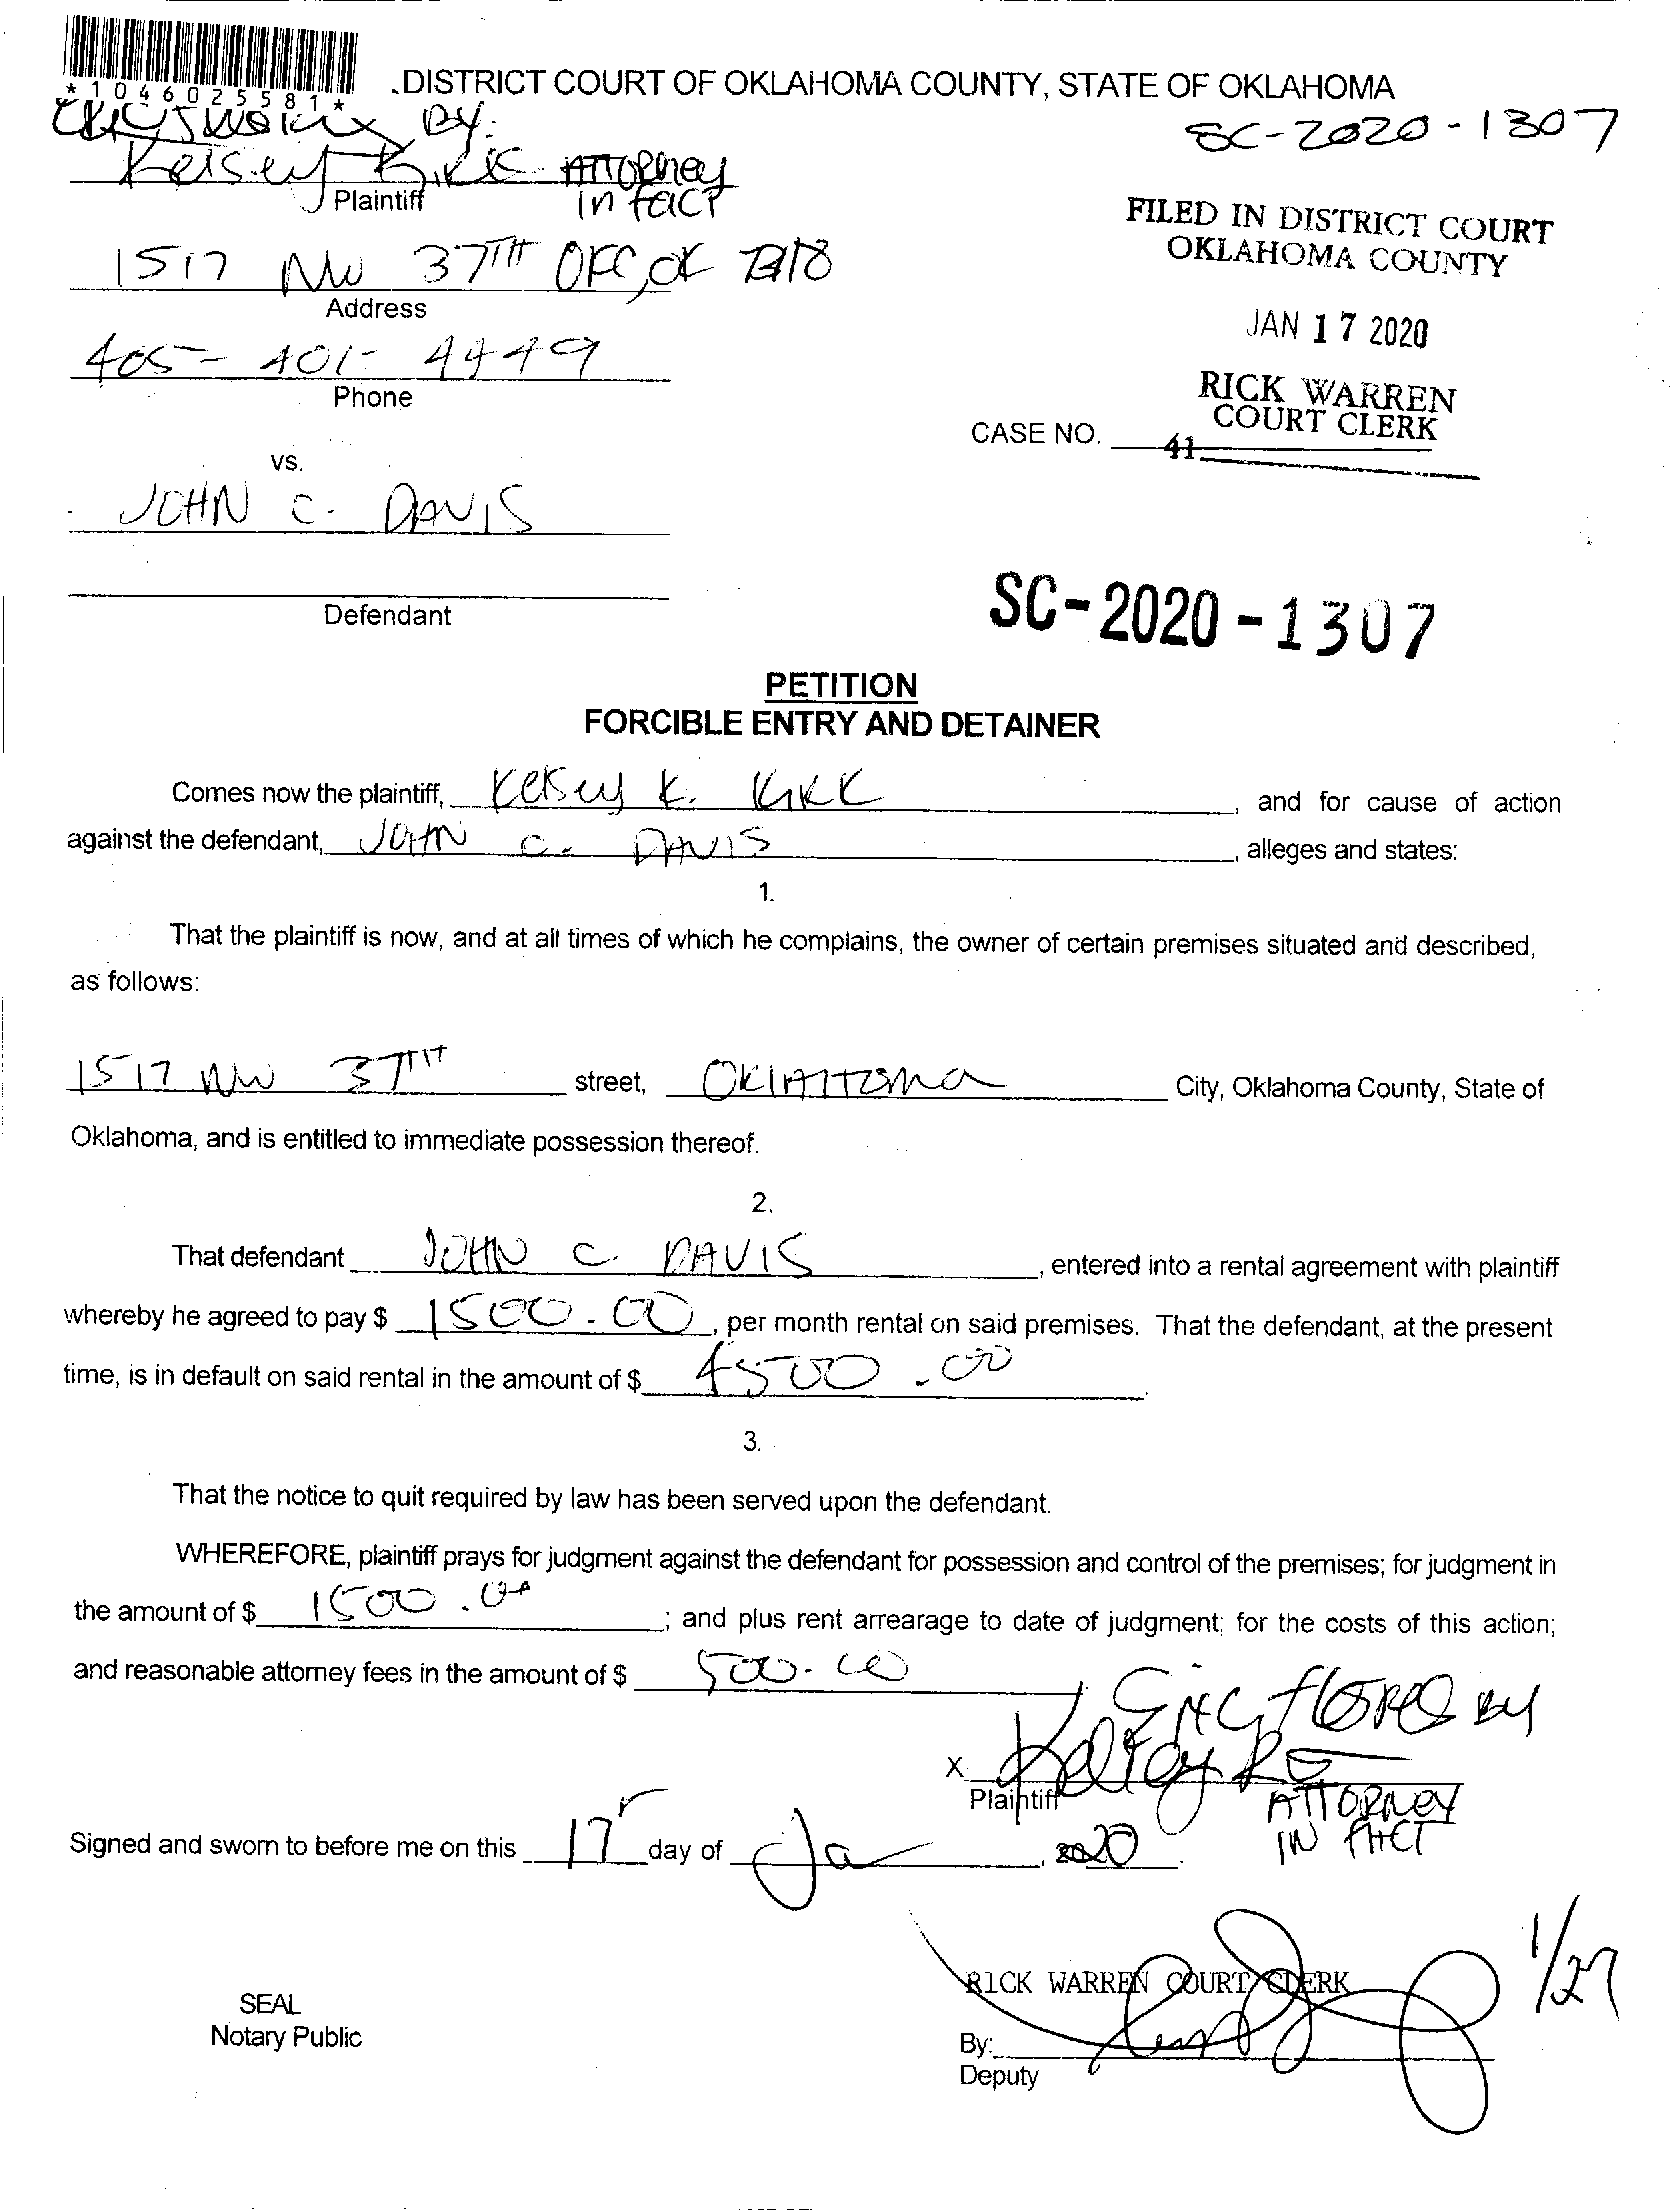 *1046025581*
.DISTRICT COURT OF OKLAHOMA COUNTY, STATE OF OKLAHOMA
SC-2020-1307
By:
Kelsey Kirk Attorney
in fact
Plaintiff
FILED IN DISTRICT COURT
OKLAHOMA COUNTY
1517 NW 37TH OKC, OK
Address
JAN 17 2020
405-401-4449
Phone
RICK WARREN
COURT CLERK
CASE NO.
41
vs.
JOHN C. DAVIS
Defendant
SC-2020-1307
PETITION
FORCIBLE ENTRY AND DETAINER
Comes now the plaintiff, Kelsey K. Kirk, and for cause of action
against the defendant, JOHN C. DAVIS, alleges and states:
1.
That the plaintiff is now, and at all times of which he complains, the owner of certain premises situated and described,
as follows:
1517 NW 37TH street, OKlAHOMA City, Oklahoma County, State of
Oklahoma, and is entitled to immediate possession thereof.
2.
That defendant JOHN C. DAVIS, entered into a rental agreement with plaintiff
whereby he agreed to pay $ 1500.00, per month rental on said premises. That the defendant, at the present
time, is in default on said rental in the amount of $ 4500.00
3.
That the notice to quit required by law has been served upon the defendant.
WHEREFORE, plaintiff prays for judgment against the defendant for possession and control of the premises; for judgment in
the amount of $ 1500.00; and plus rent arrearage to date of judgment; for the costs of this action;
and reasonable attorney fees in the amount of $ 500.00
By
X
Plaintiff
ATTORNEY
IN FACT
Signed and sworn to before me on this 17 day of Ja, 2020
1/27
RICK WARREN COURT CLERK
SEAL
Notary Public
By:
Deputy